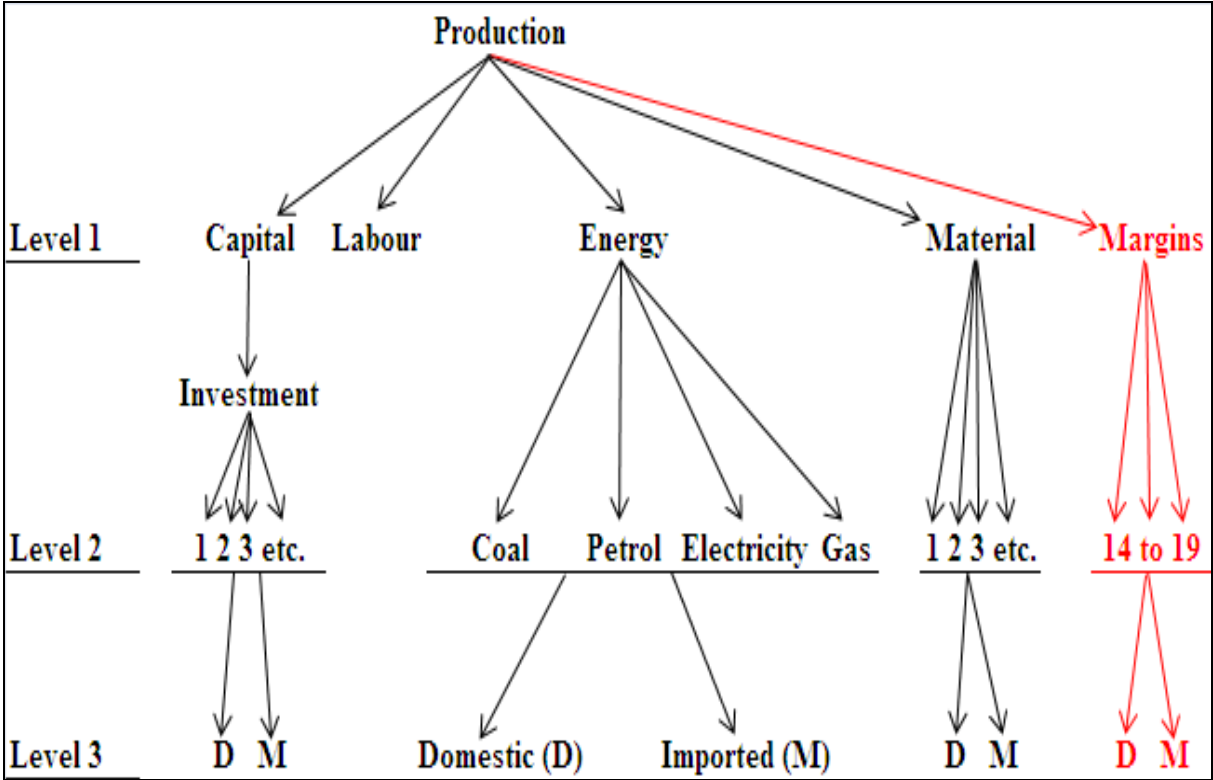 Production
Level 1 Capital Labour Energy Material Margins
Investment
Level 2 1 2 3 etc. Coal Petrol Electricity Gas 1 2 3 etc. 14 to 19
Level 3 D M Domestic (D) Imported (M) D M D M